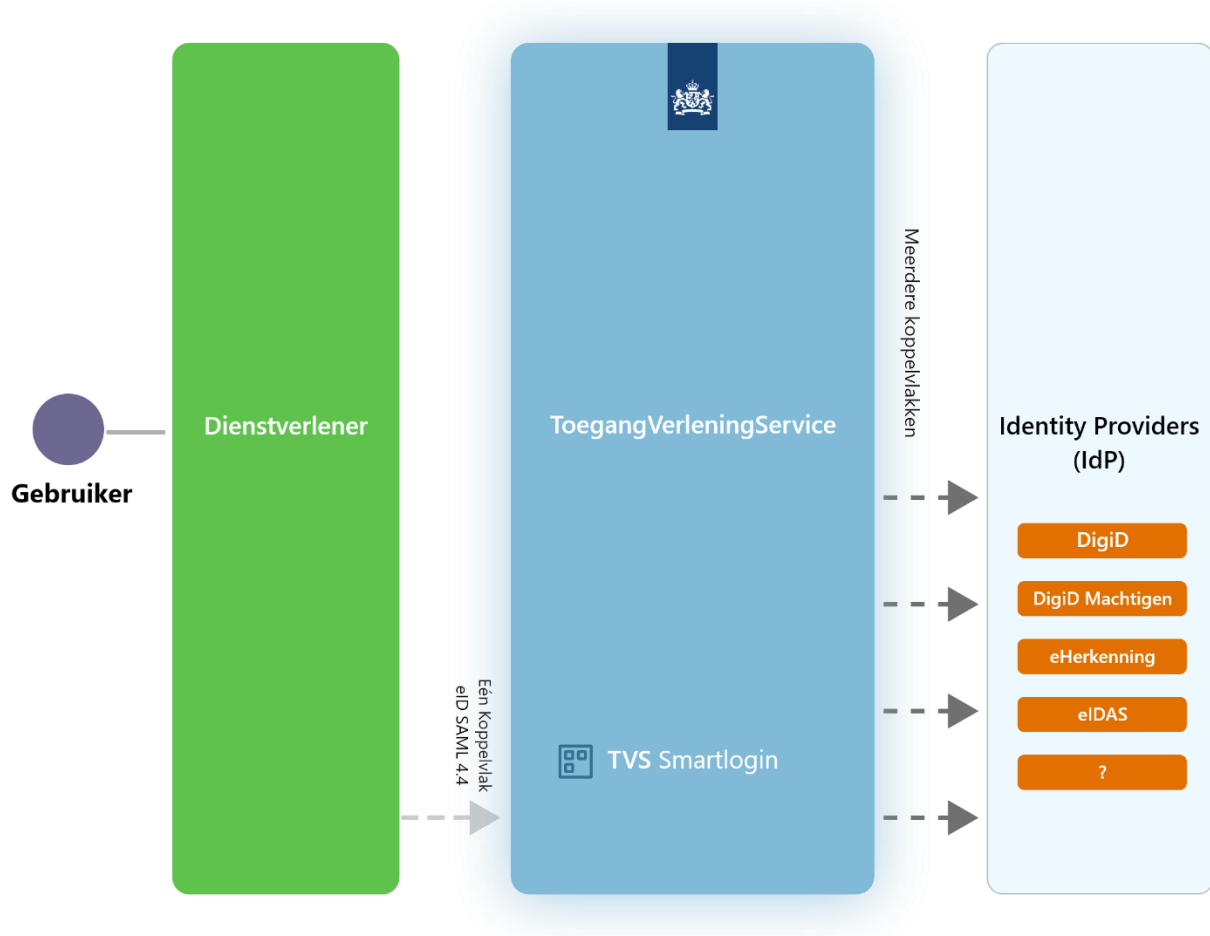 Gebruiker
Dienstverlener
Eén Koppelvlak
eID SAML 4.4
ToegangVerleningService
TVS Smartlogin
Meerdere koppelvlakken
Identity Providers
(IdP)
DigiD
DigiD Machtigen
eHerkenning
eIDAS
?